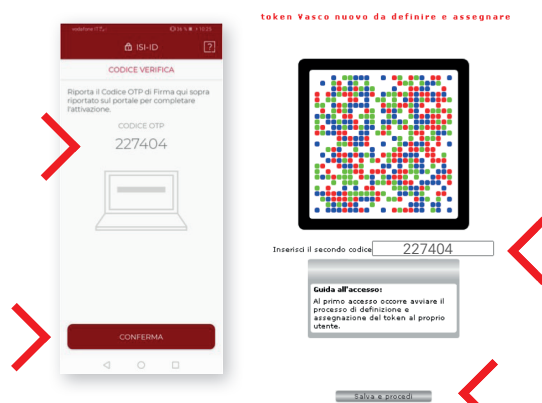 vodafone IT
56 % 10:25
ISI-ID
?
CODICE VERIFICA
Riporta il Codice OTP di Firma qui sopra
riportato sul portale per completare
l'attivazione.
CODICE OTP
227404
CONFERMA
token Vasco nuovo da definire e assegnare
Inserisci il secondo codice 227404
Guida all'accesso:
Al primo accesso occorre avviare il
processo di definizione e
assegnazione del token al proprio
utente.
Salva e procedi